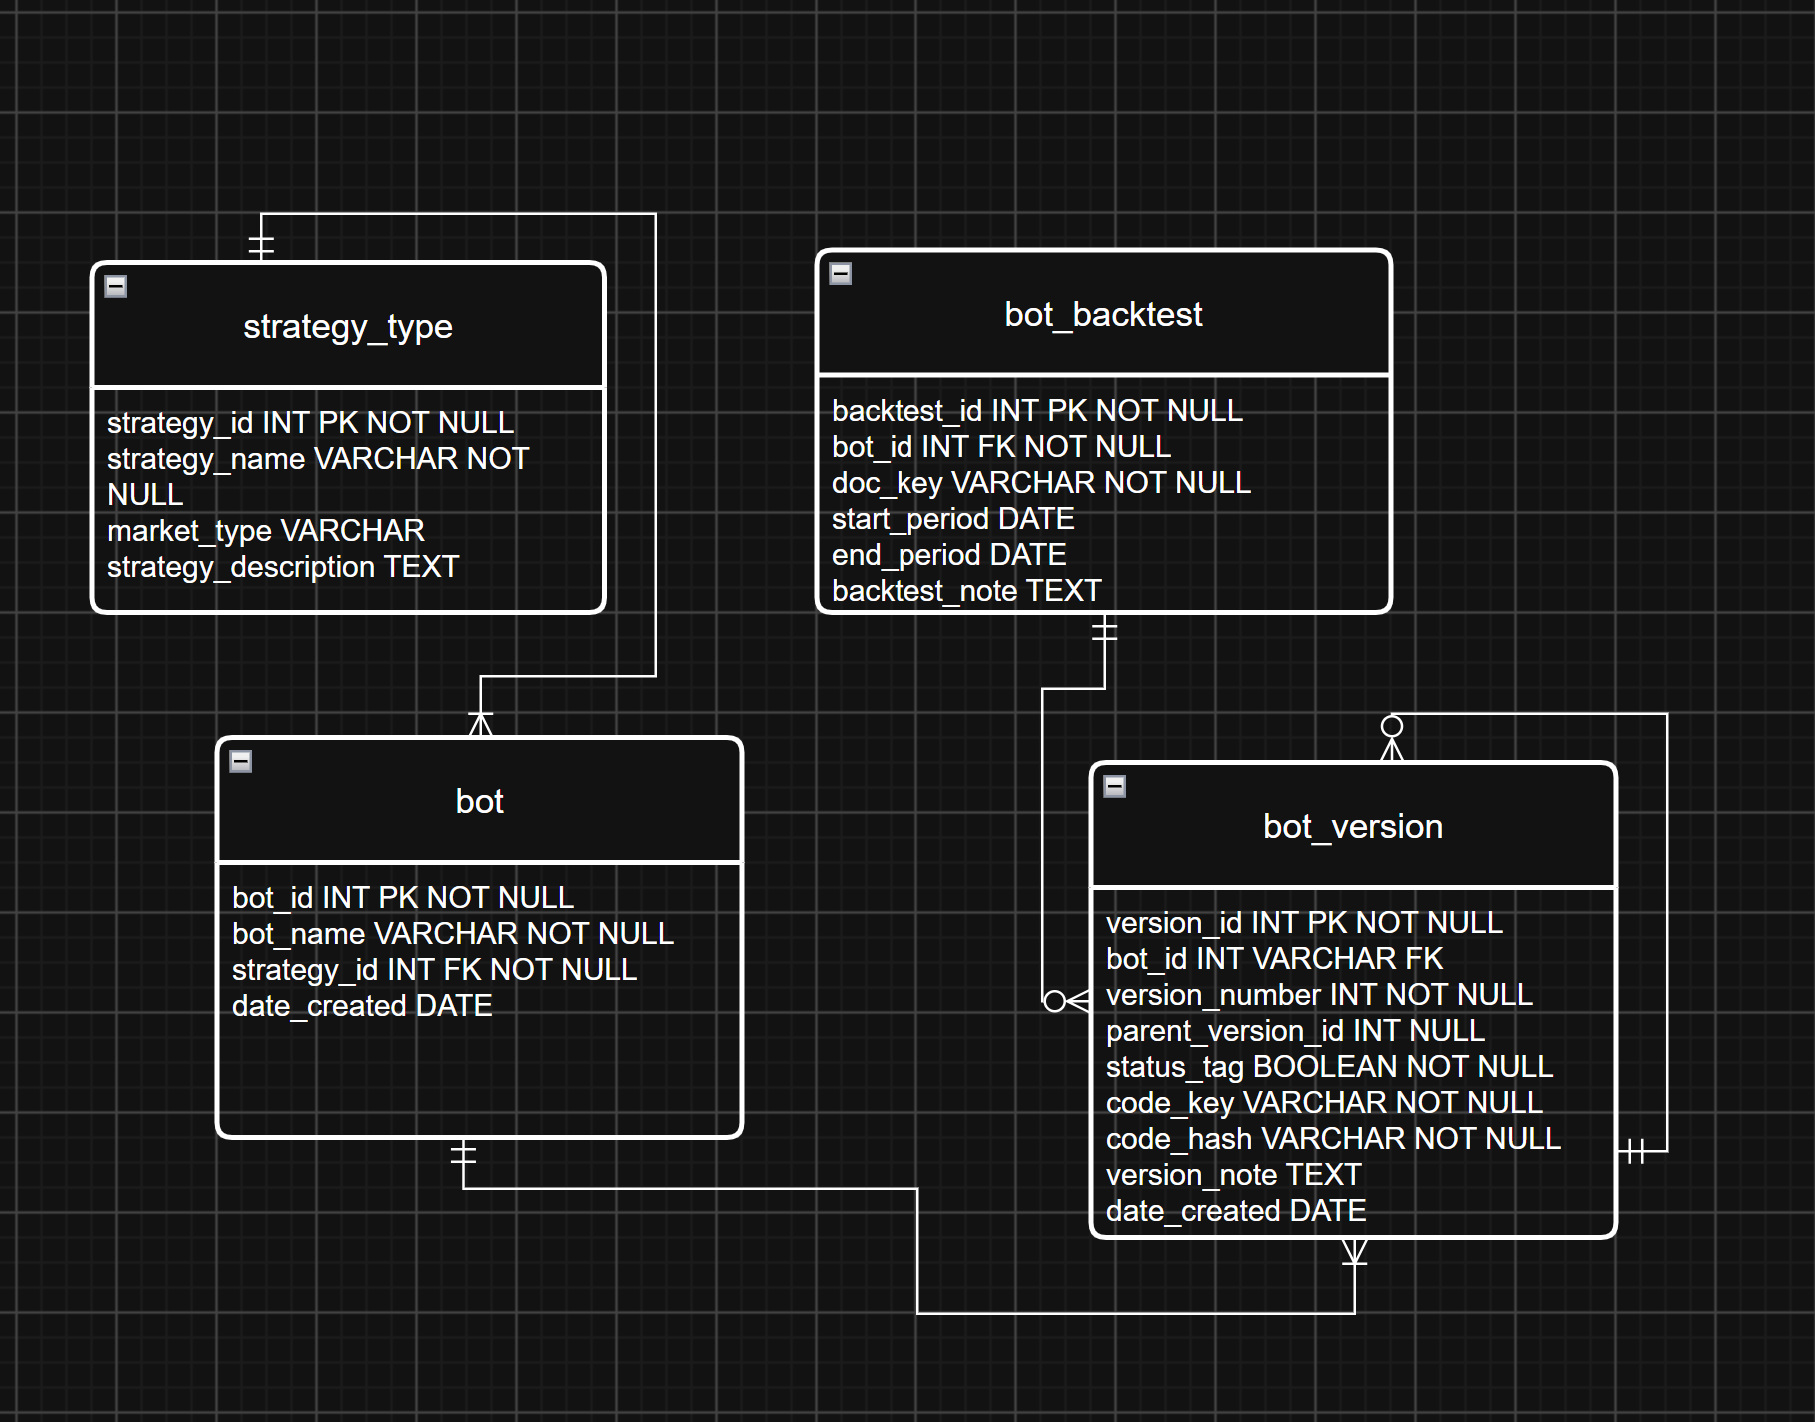 strategy_type
strategy_id INT PK NOT NULL
strategy_name VARCHAR NOT
NULL
market_type VARCHAR
strategy_description TEXT
bot_backtest
backtest_id INT PK NOT NULL
bot_id INT FK NOT NULL
doc_key VARCHAR NOT NULL
start_period DATE
end_period DATE
backtest_note TEXT
bot
bot_id INT PK NOT NULL
bot_name VARCHAR NOT NULL
strategy_id INT FK NOT NULL
date_created DATE
bot_version
version_id INT PK NOT NULL
bot_id INT VARCHAR FK
version_number INT NOT NULL
parent_version_id INT NULL
status_tag BOOLEAN NOT NULL
code_key VARCHAR NOT NULL
code_hash VARCHAR NOT NULL
version_note TEXT
date_created DATE